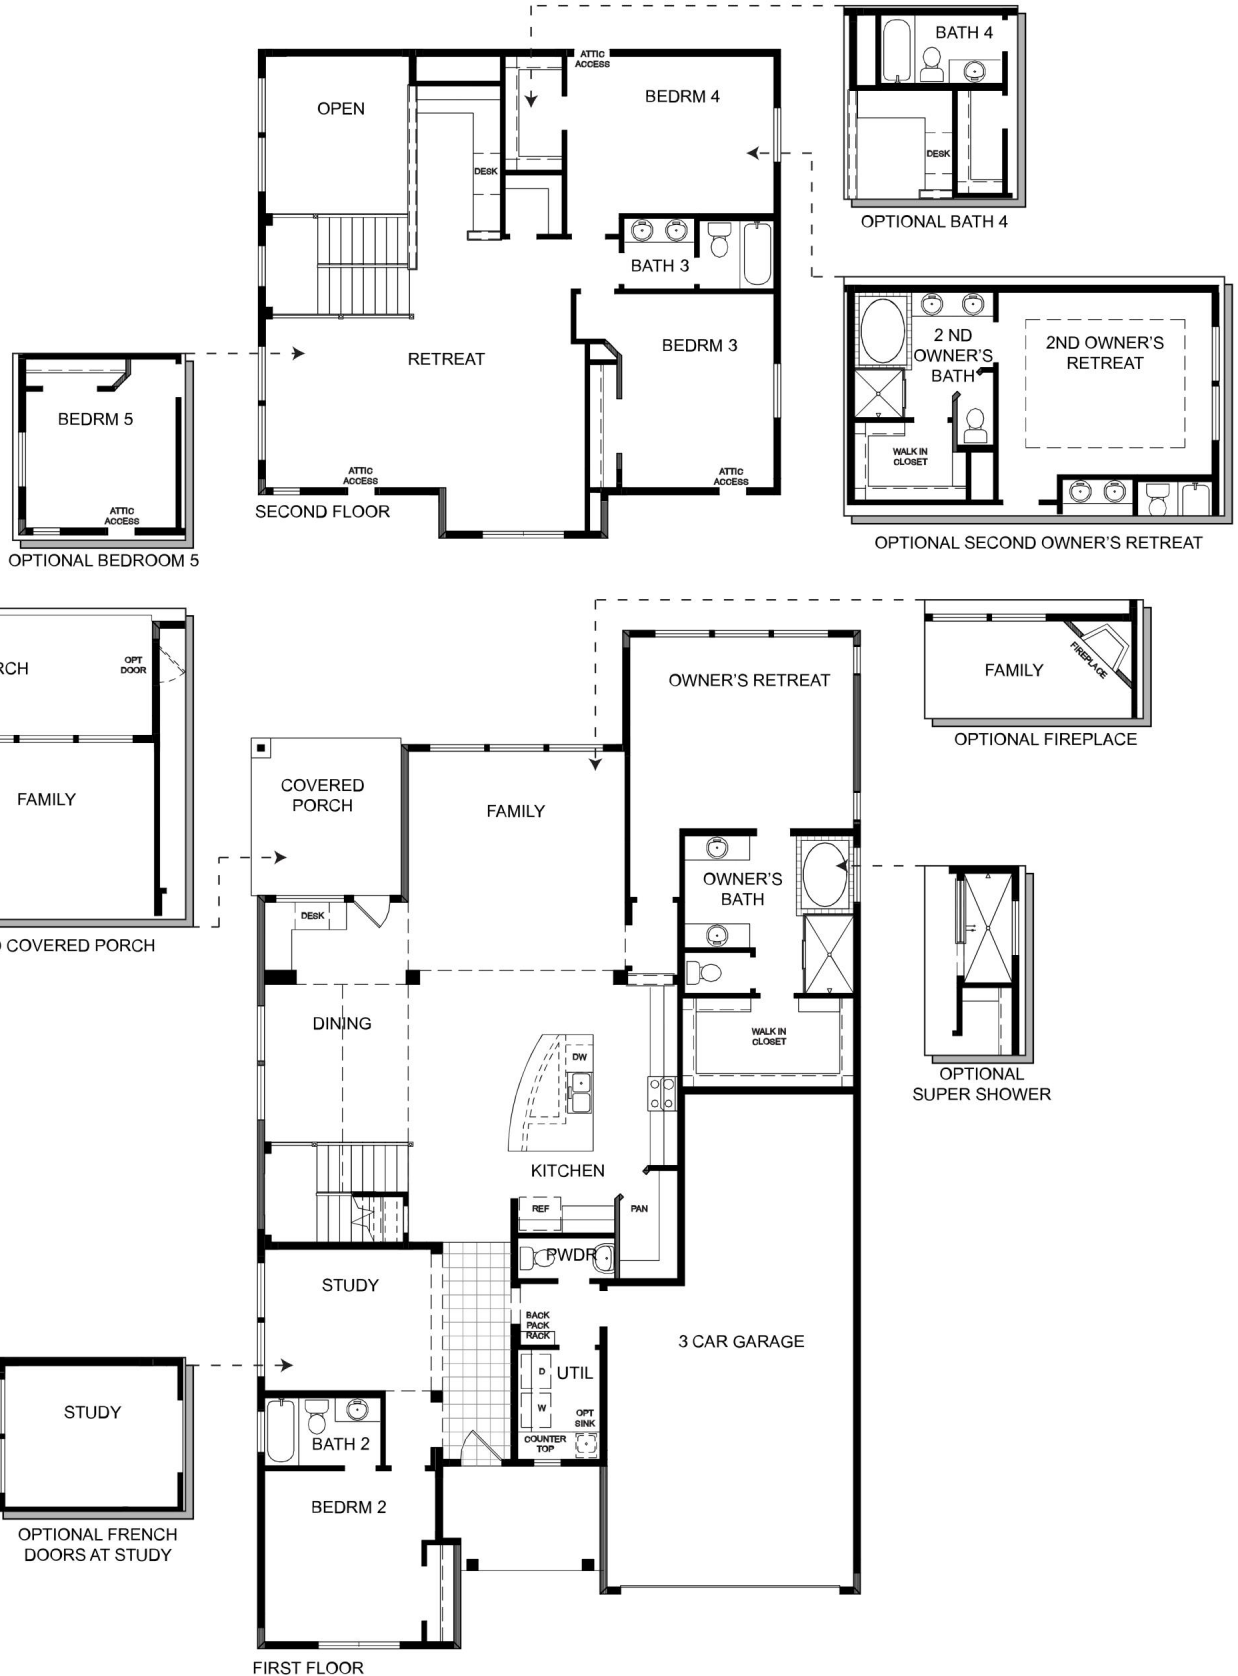 BATH 4
DESK
OPTIONAL BATH 4
ATTIC
ACCESS
OPEN
BEDRM 4
DESK
BATH 3
RETREAT
BEDRM 3
ATTIC
ACCESS
ATTIC
ACCESS
SECOND FLOOR
BEDRM 5
ATTIC
ACCESS
OPTIONAL BEDROOM 5
2 ND
OWNER'S
BATH
2ND OWNER'S
RETREAT
WALK IN
CLOSET
OPTIONAL SECOND OWNER'S RETREAT
RCH
OPT
DOOR
FAMILY
COVERED PORCH
FAMILY
FIREPLACE
OPTIONAL FIREPLACE
OWNER'S RETREAT
COVERED
PORCH
FAMILY
OWNER'S
BATH
DESK
DINING
WALK IN
CLOSET
DW
KITCHEN
REF
PAN
PWDR
STUDY
BACK
PACK
RACK
3 CAR GARAGE
D
UTIL
W
OPT
SINK
COUNTER
TOP
BATH 2
BEDRM 2
FIRST FLOOR
OPTIONAL
SUPER SHOWER
STUDY
OPTIONAL FRENCH
DOORS AT STUDY